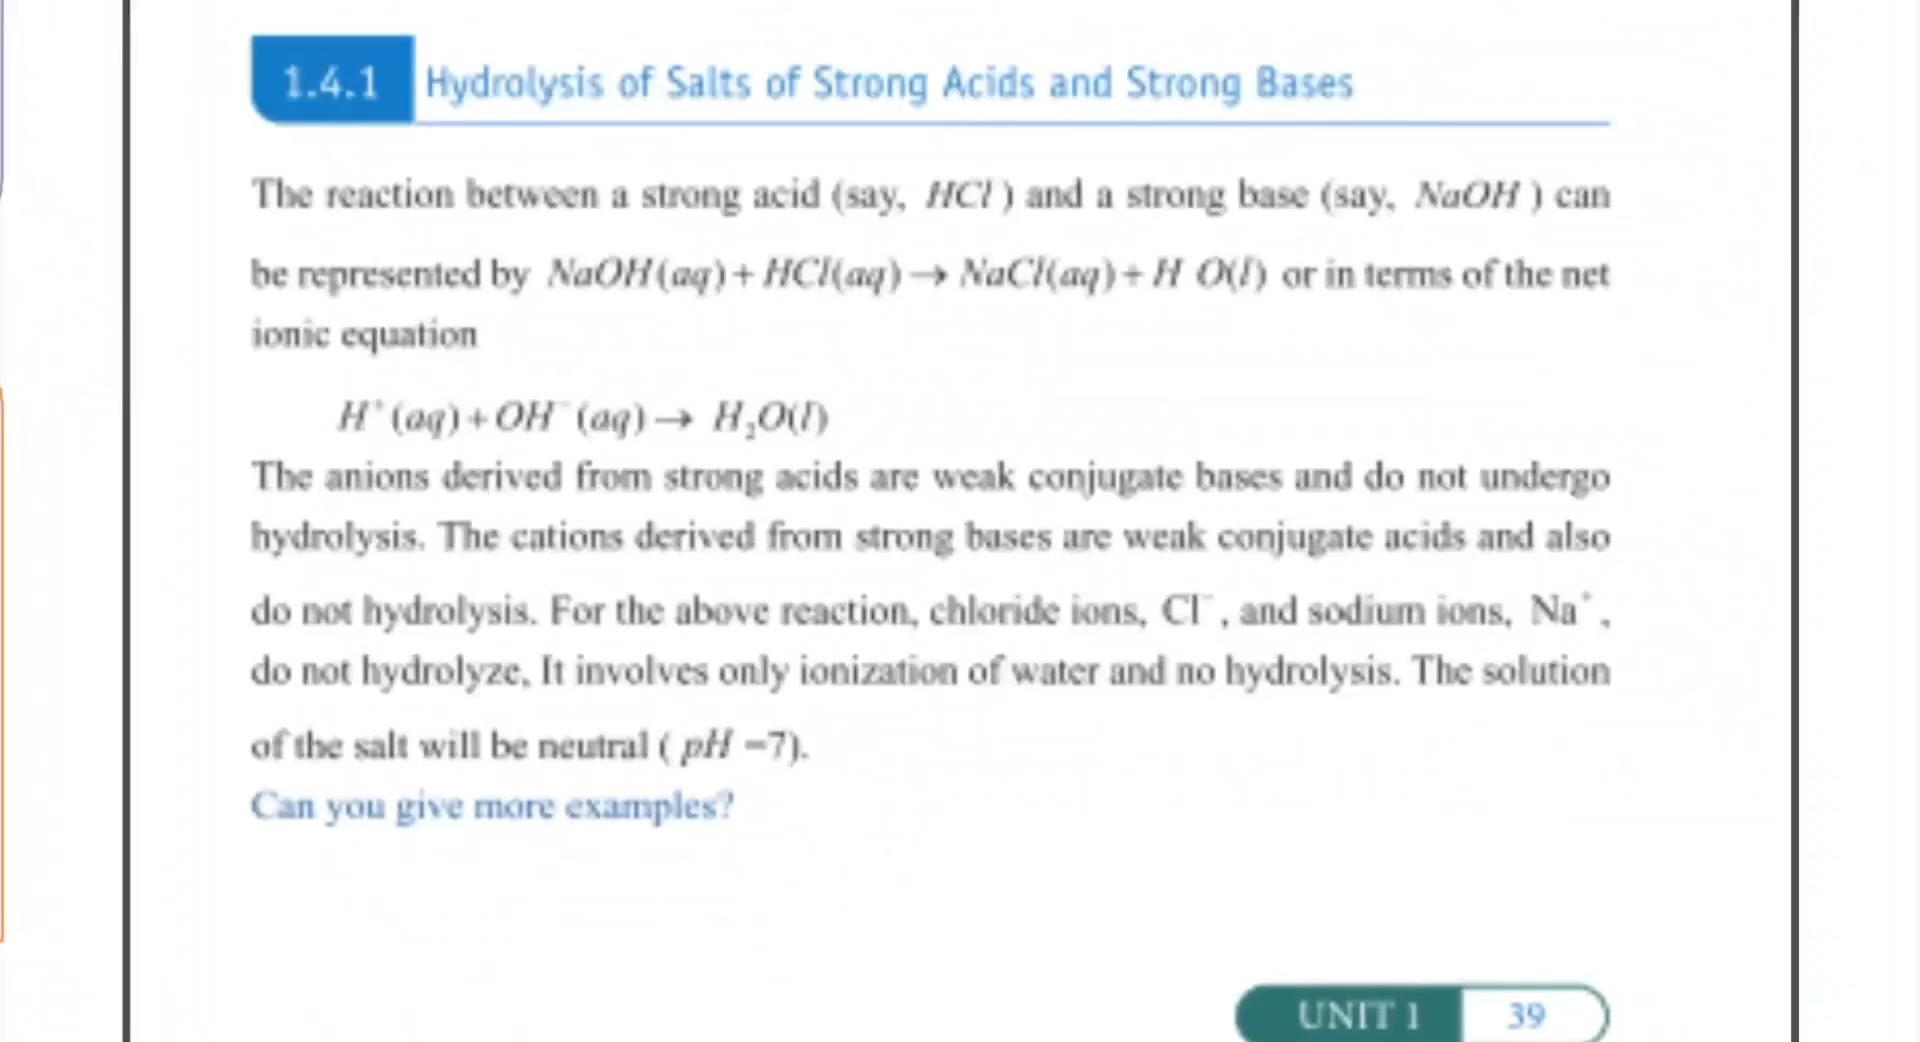 1.4.1 Hydrolysis of Salts of Strong Acids and Strong Bases
The reaction between a strong acid (say, HCl) and a strong base (say, NaOH) can
be represented by NaOH(aq) + HCl(aq) → NaCl(aq) + H O(l) or in terms of the net
ionic equation
H⁺(aq) + OH⁻(aq) → H₂O(l)
The anions derived from strong acids are weak conjugate bases and do not undergo
hydrolysis. The cations derived from strong bases are weak conjugate acids and also
do not hydrolysis. For the above reaction, chloride ions, Cl⁻, and sodium ions, Na⁺,
do not hydrolyze, It involves only ionization of water and no hydrolysis. The solution
of the salt will be neutral ( pH =7).
Can you give more examples?
UNIT 1 39